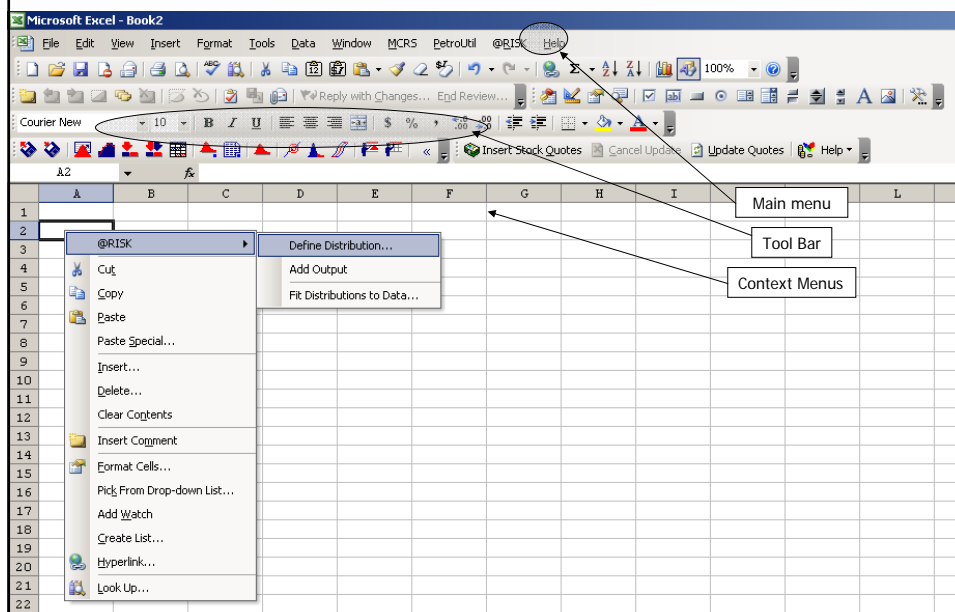 Microsoft Excel - Book2
File Edit View Insert Format Tools Data Window MCRS PetroUtil @RISK Help
100%
Reply with Changes... End Review...
Courier New 10 B I U $ % ,
Insert Stock Quotes Cancel Update Update Quotes Help
A2 fx
A B C D E F G H I L
1
2
3
4
5
6
7
8
9
10
11
12
13
14
15
16
17
18
19
20
21
22
@RISK
Cut
Copy
Paste
Paste Special...
Insert...
Delete...
Clear Contents
Insert Comment
Format Cells...
Pick From Drop-down List...
Add Watch
Create List...
Hyperlink...
Look Up...
Define Distribution...
Add Output
Fit Distributions to Data...
Main menu
Tool Bar
Context Menus